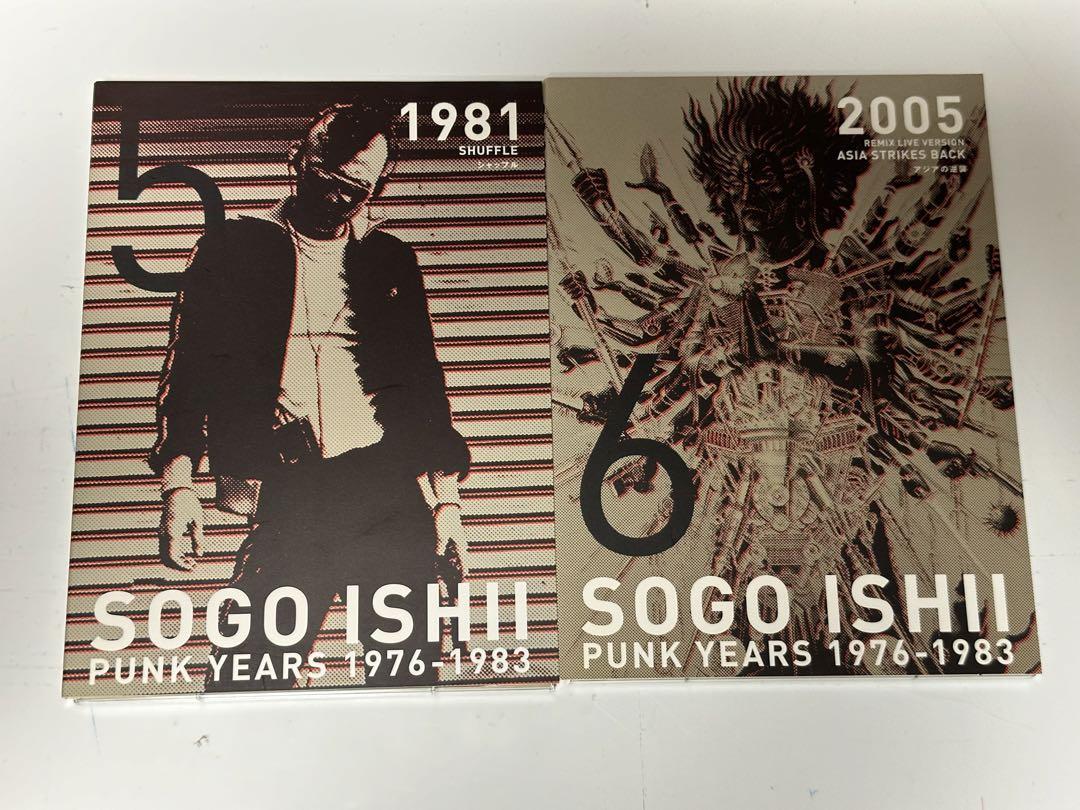 5
1981
SHUFFLE
シャッフル
SOGO ISHII
PUNK YEARS 1976-1983
2005
REMIX LIVE VERSION
ASIA STRIKES BACK
アジアの逆襲
6
SOGO ISHII
PUNK YEARS 1976-1983